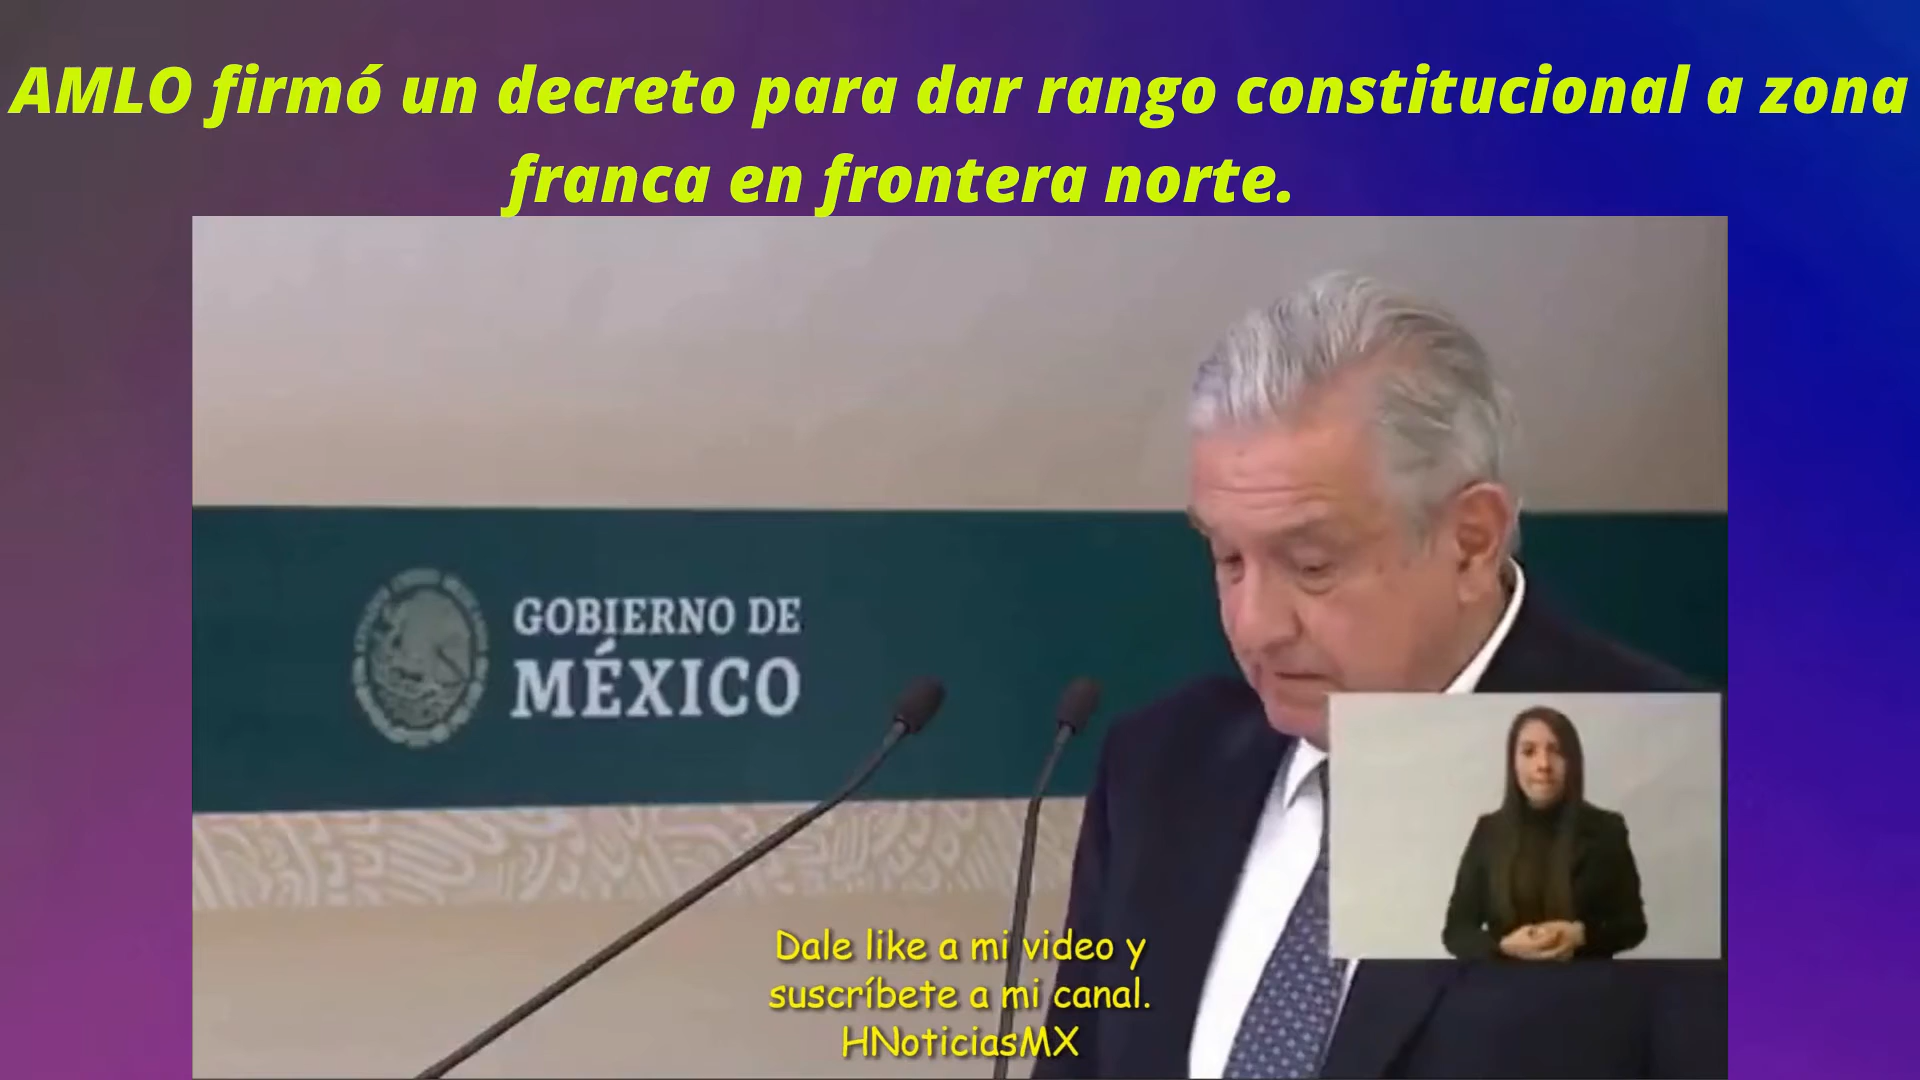 AMLO firmó un decreto para dar rango constitucional a zona
franca en frontera norte.
GOBIERNO DE
MÉXICO
Dale like a mi video y
suscríbete a mi canal.
HNoticiasMX